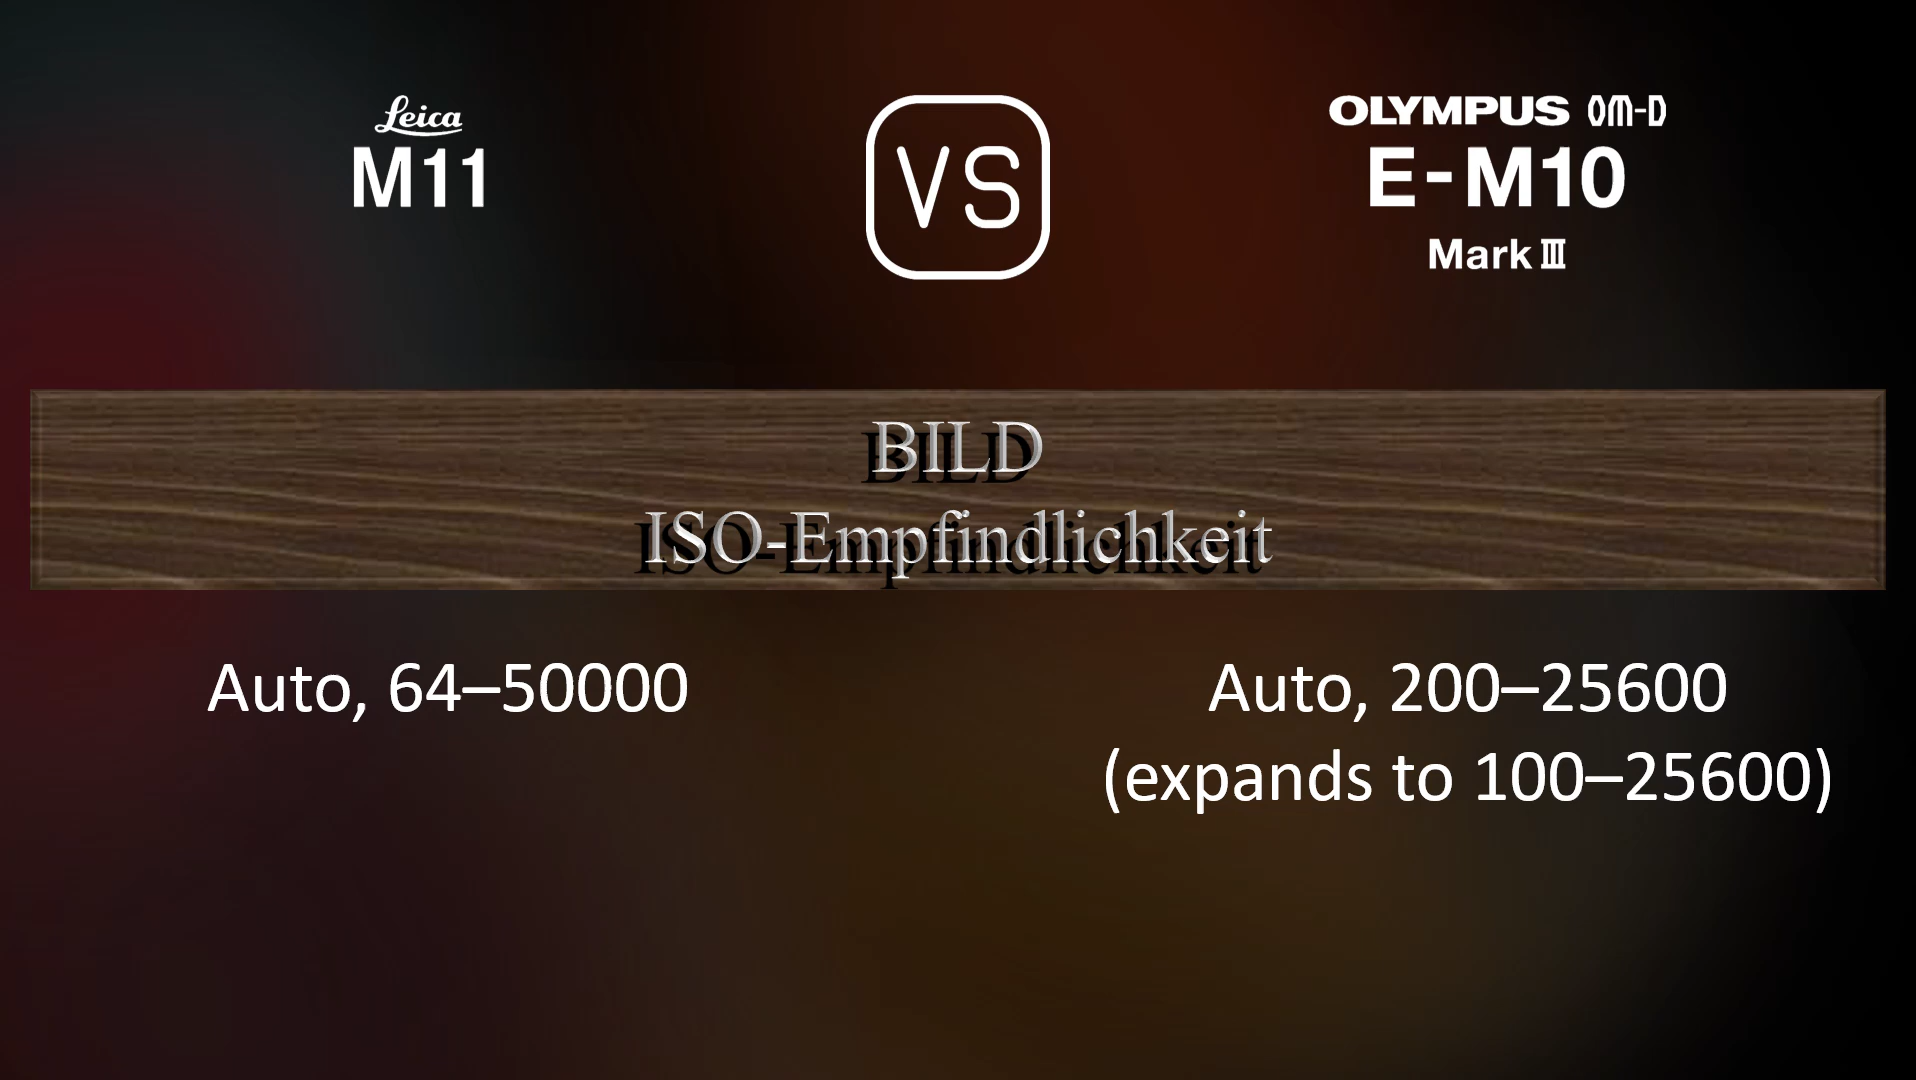 Leica
M11
VS
OLYMPUS OM-D
E-M10
Mark III
BILD
ISO-Empfindlichkeit
Auto, 64–50000
Auto, 200–25600
(expands to 100–25600)